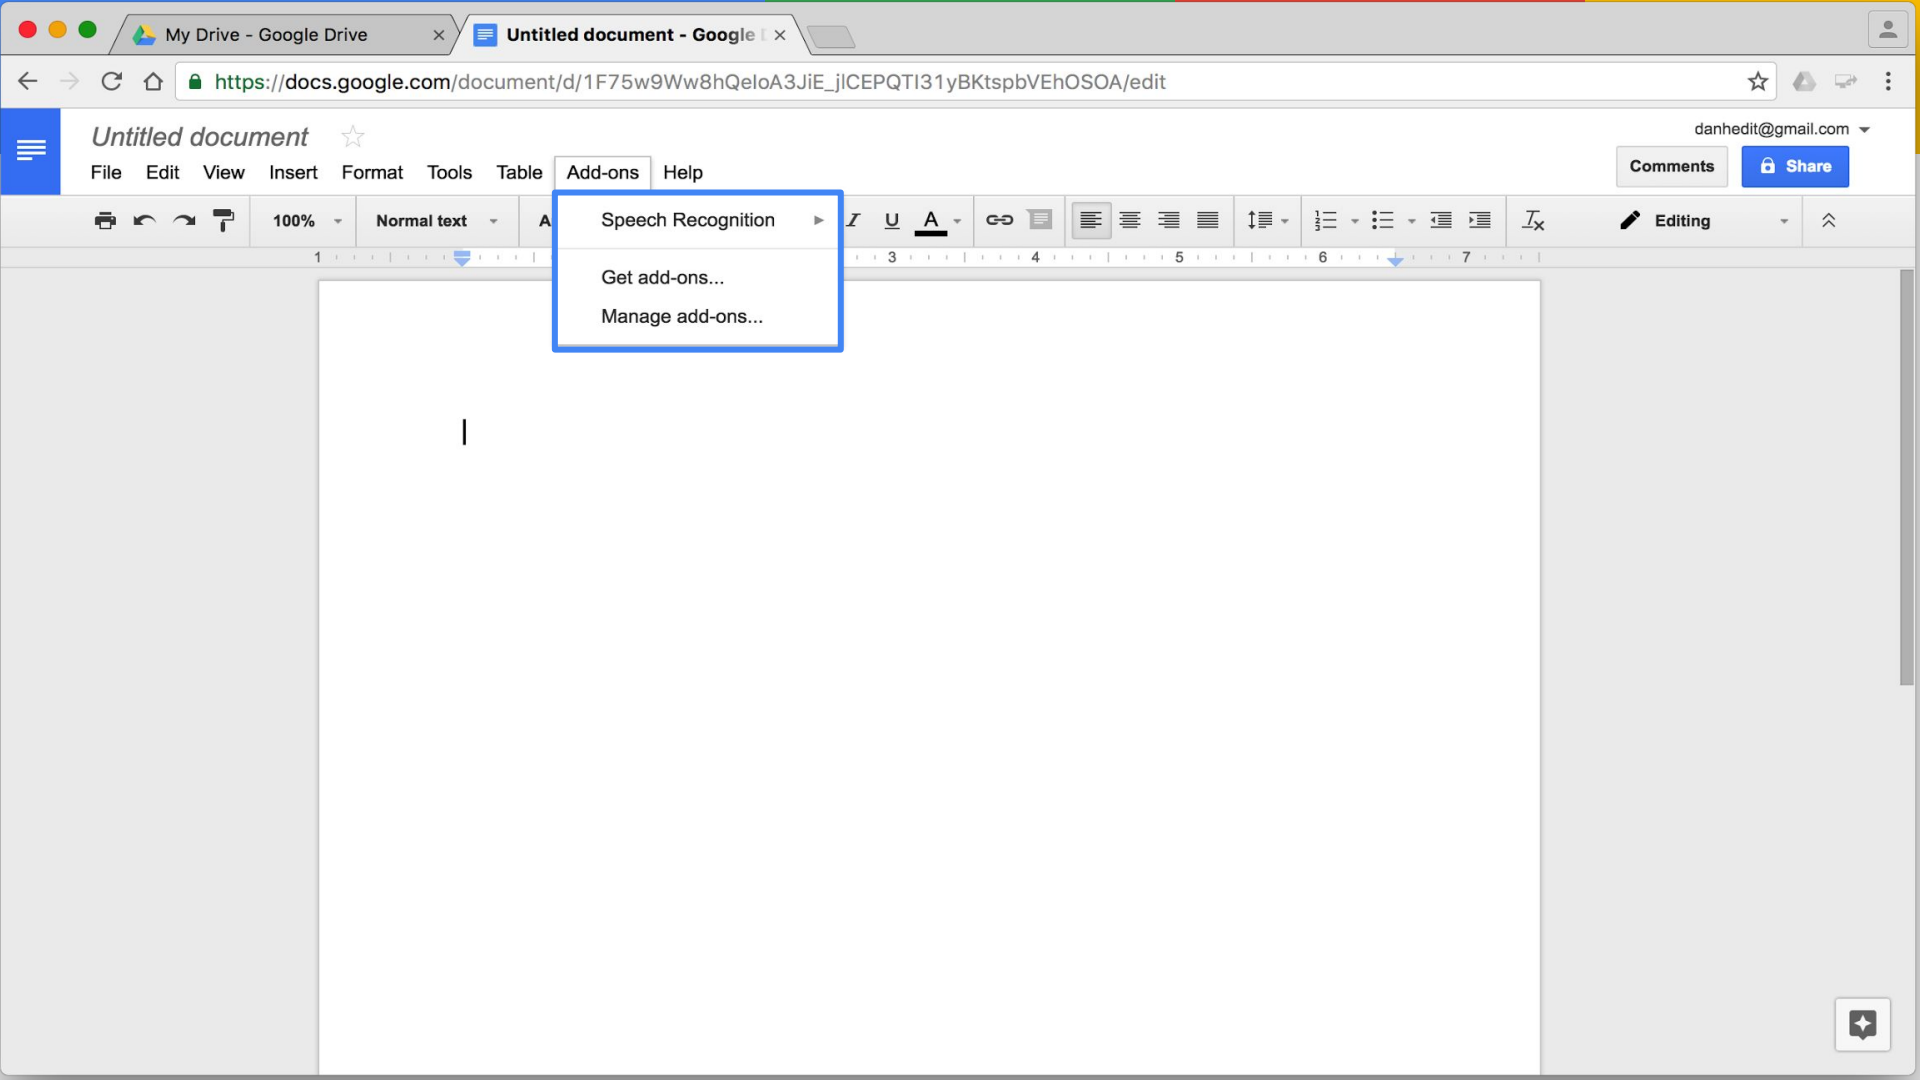 My Drive - Google Drive
Untitled document - Google
https://docs.google.com/document/d/1F75w9Ww8hQeIoA3JiE_jlCEPQTI31yBKtspbVEhOSOA/edit
Untitled document
danhedit@gmail.com
File Edit View Insert Format Tools Table Add-ons Help
Comments
Share
100% Normal text A
Speech Recognition
I U A
Editing
1 3 4 5 6 7
Get add-ons...
Manage add-ons...